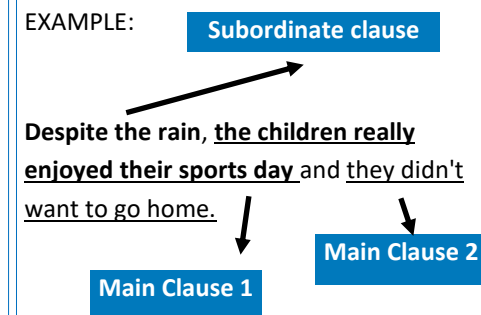 EXAMPLE:
Subordinate clause
Despite the rain, the children really
enjoyed their sports day and they didn't
want to go home.
Main Clause 2
Main Clause 1